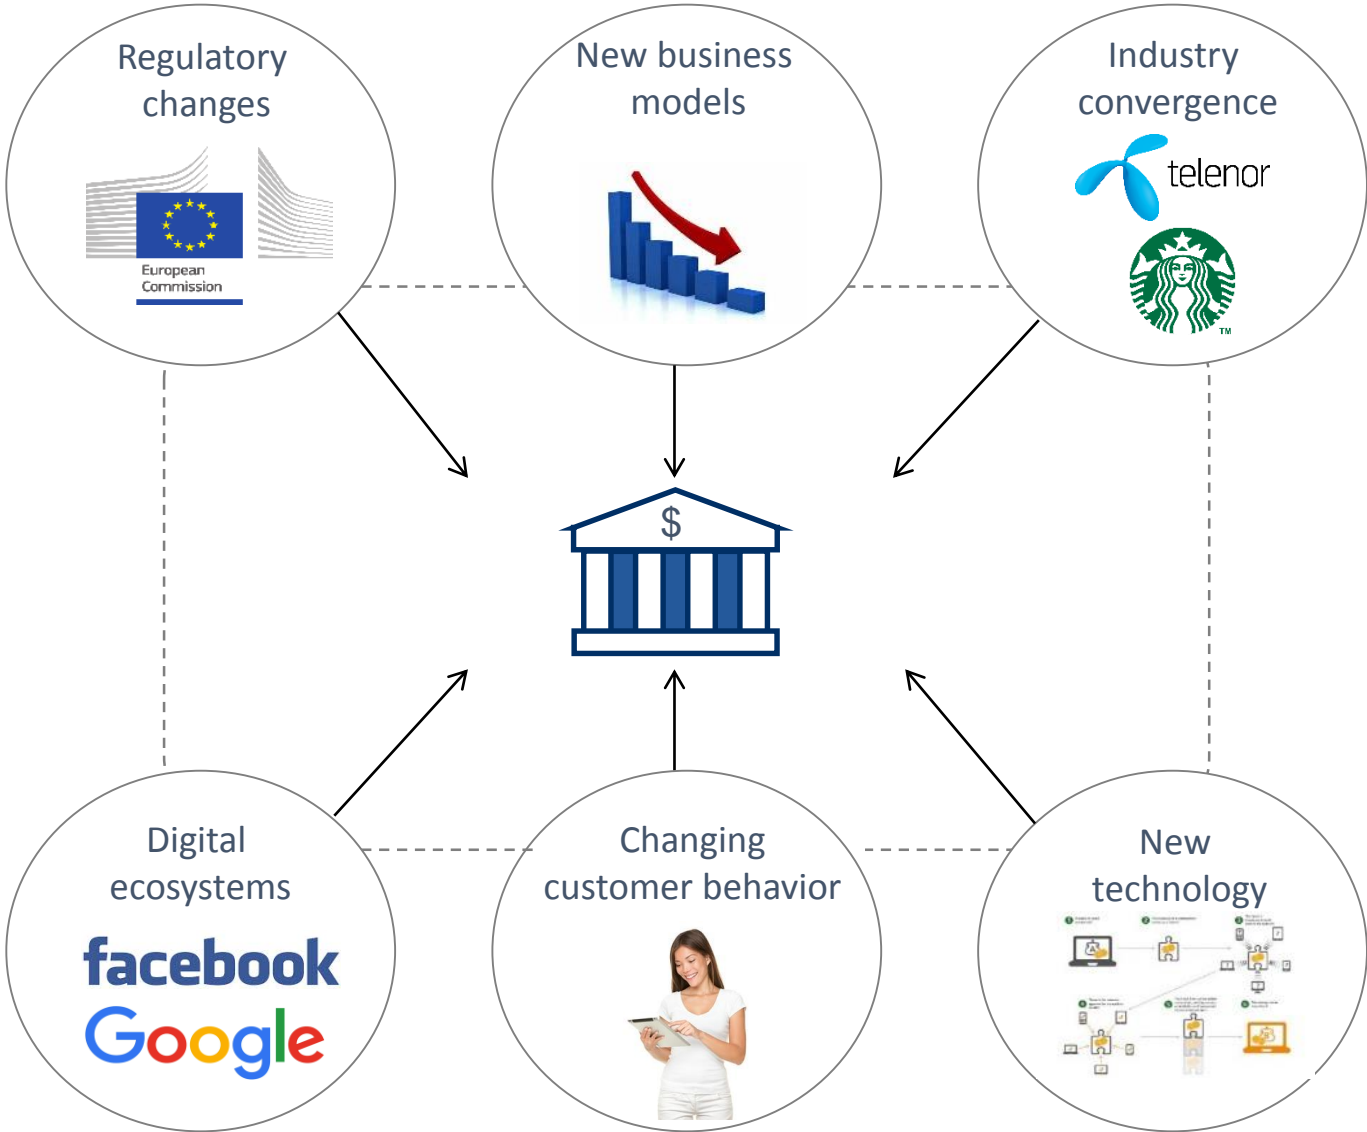 Regulatory
changes
European
Commission
New business
models
Industry
convergence
telenor
TM
$
Digital
ecosystems
facebook
Google
Changing
customer behavior
New
technology